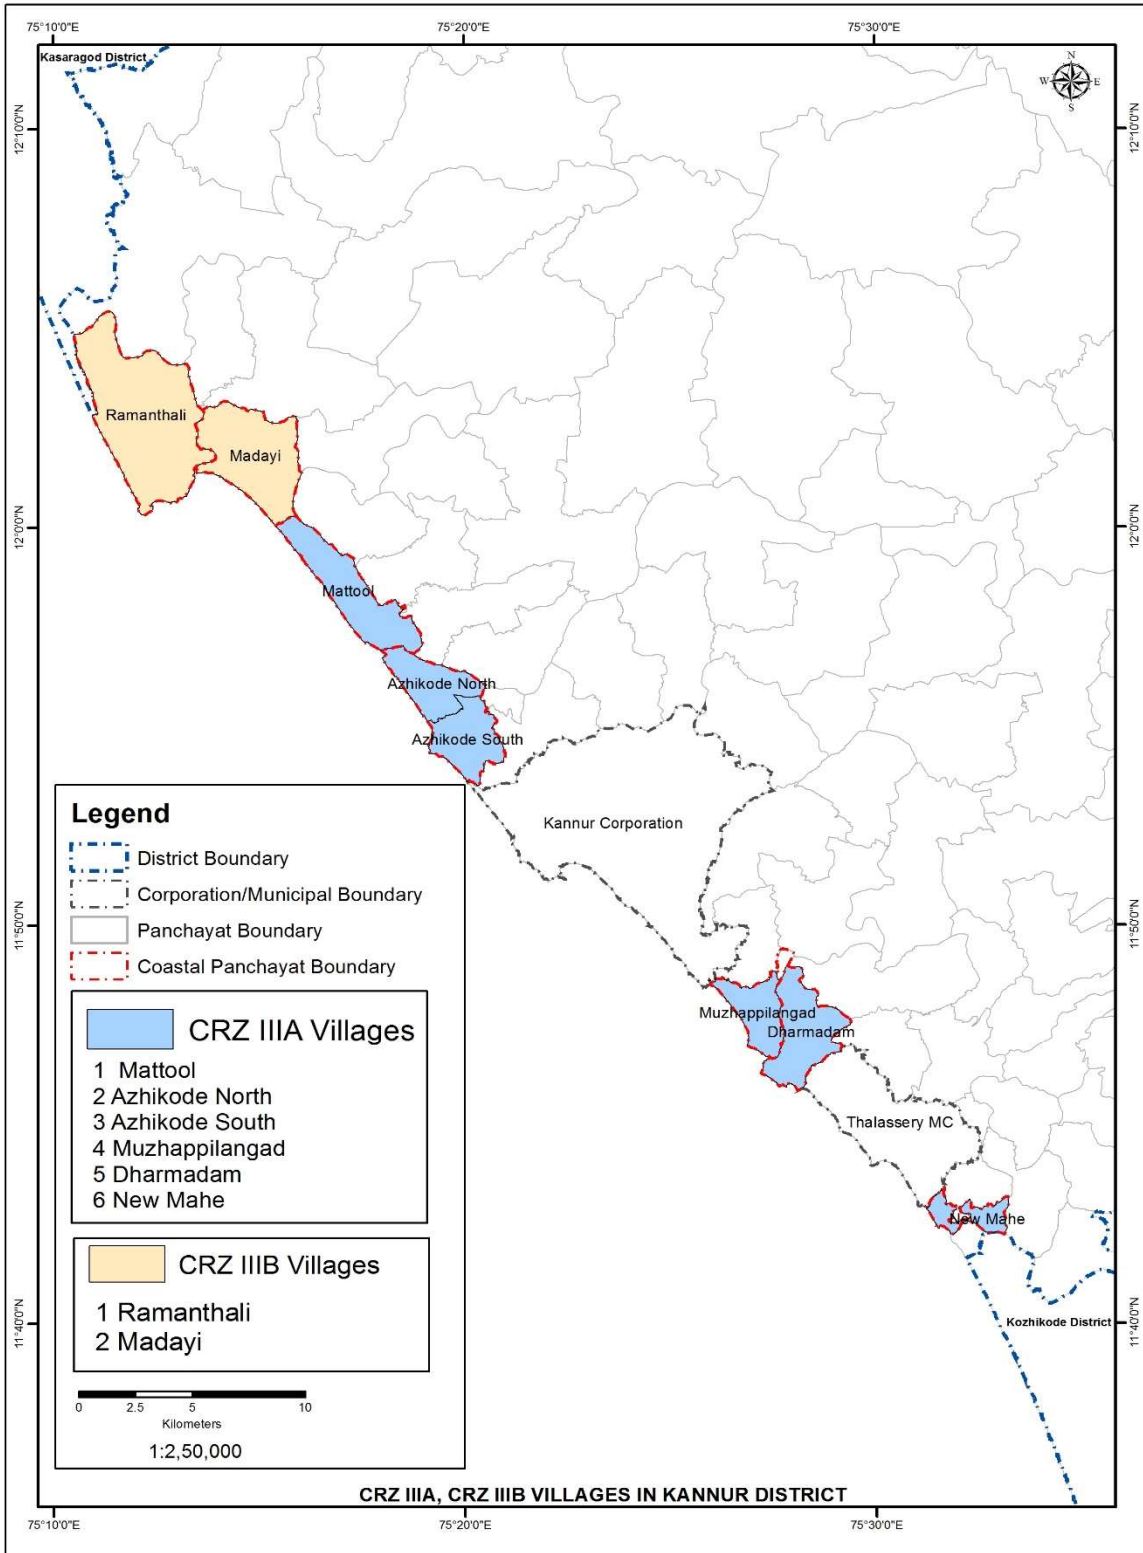 75°10'0"E
75°20'0"E
75°30'0"E
Kasaragod District
N
W
E
S
12°10'0"N
12°10'0"N
Ramanthali
Madayi
12°0'0"N
12°0'0"N
Mattool
Azhikode North
Azhikode South
Kannur Corporation
Legend
District Boundary
Corporation/Municipal Boundary
Panchayat Boundary
Coastal Panchayat Boundary
11°50'0"N
11°50'0"N
Muzhappilangad
Dharmadam
CRZ IIIA Villages
1 Mattool
2 Azhikode North
3 Azhikode South
4 Muzhappilangad
5 Dharmadam
6 New Mahe
Thalassery MC
New Mahe
CRZ IIIB Villages
1 Ramanthali
2 Madayi
11°40'0"N
11°40'0"N
Kozhikode District
0 2.5 5 10
Kilometers
1:2,50,000
CRZ IIIA, CRZ IIIB VILLAGES IN KANNUR DISTRICT
75°10'0"E
75°20'0"E
75°30'0"E